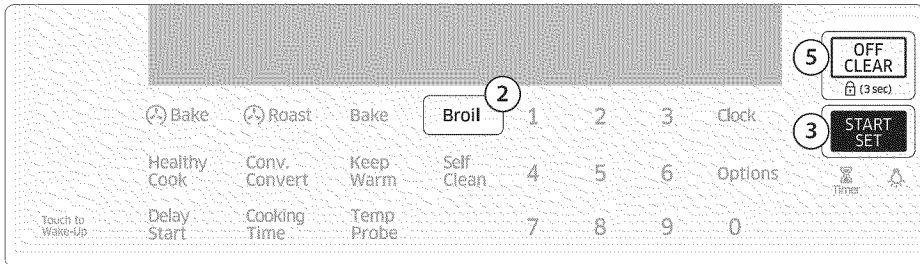 5
OFF
CLEAR
(3 sec)
2
Bake
Roast
Bake
Broil
1
2
3
Clock
3
START
SET
Healthy
Cook
Conv.
Convert
Keep
Warm
Self
Clean
4
5
6
Options
Timer
Touch to
Wake-Up
Delay
Start
Cooking
Time
Temp
Probe
7
8
9
0